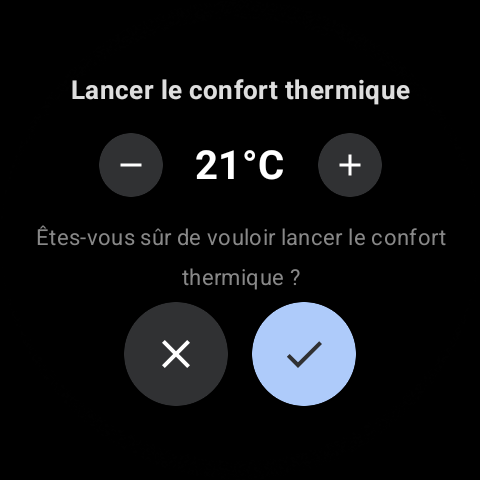 Lancer le confort thermique
21°C
Êtes-vous sûr de vouloir lancer le confort
thermique ?